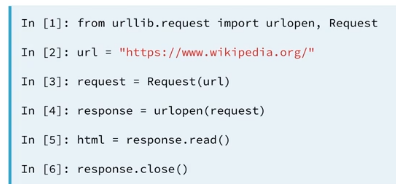 In [1]: from urllib.request import urlopen, Request
In [2]: url = "https://www.wikipedia.org/"
In [3]: request = Request(url)
In [4]: response = urlopen(request)
In [5]: html = response.read()
In [6]: response.close()